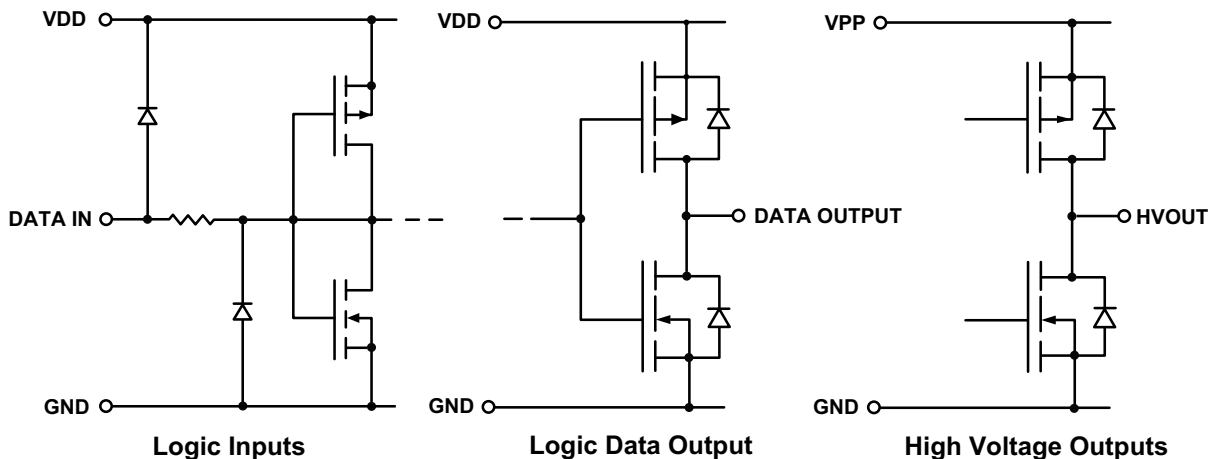 VDD
DATA IN
GND
Logic Inputs
VDD
DATA OUTPUT
GND
Logic Data Output
VPP
HVOUT
GND
High Voltage Outputs